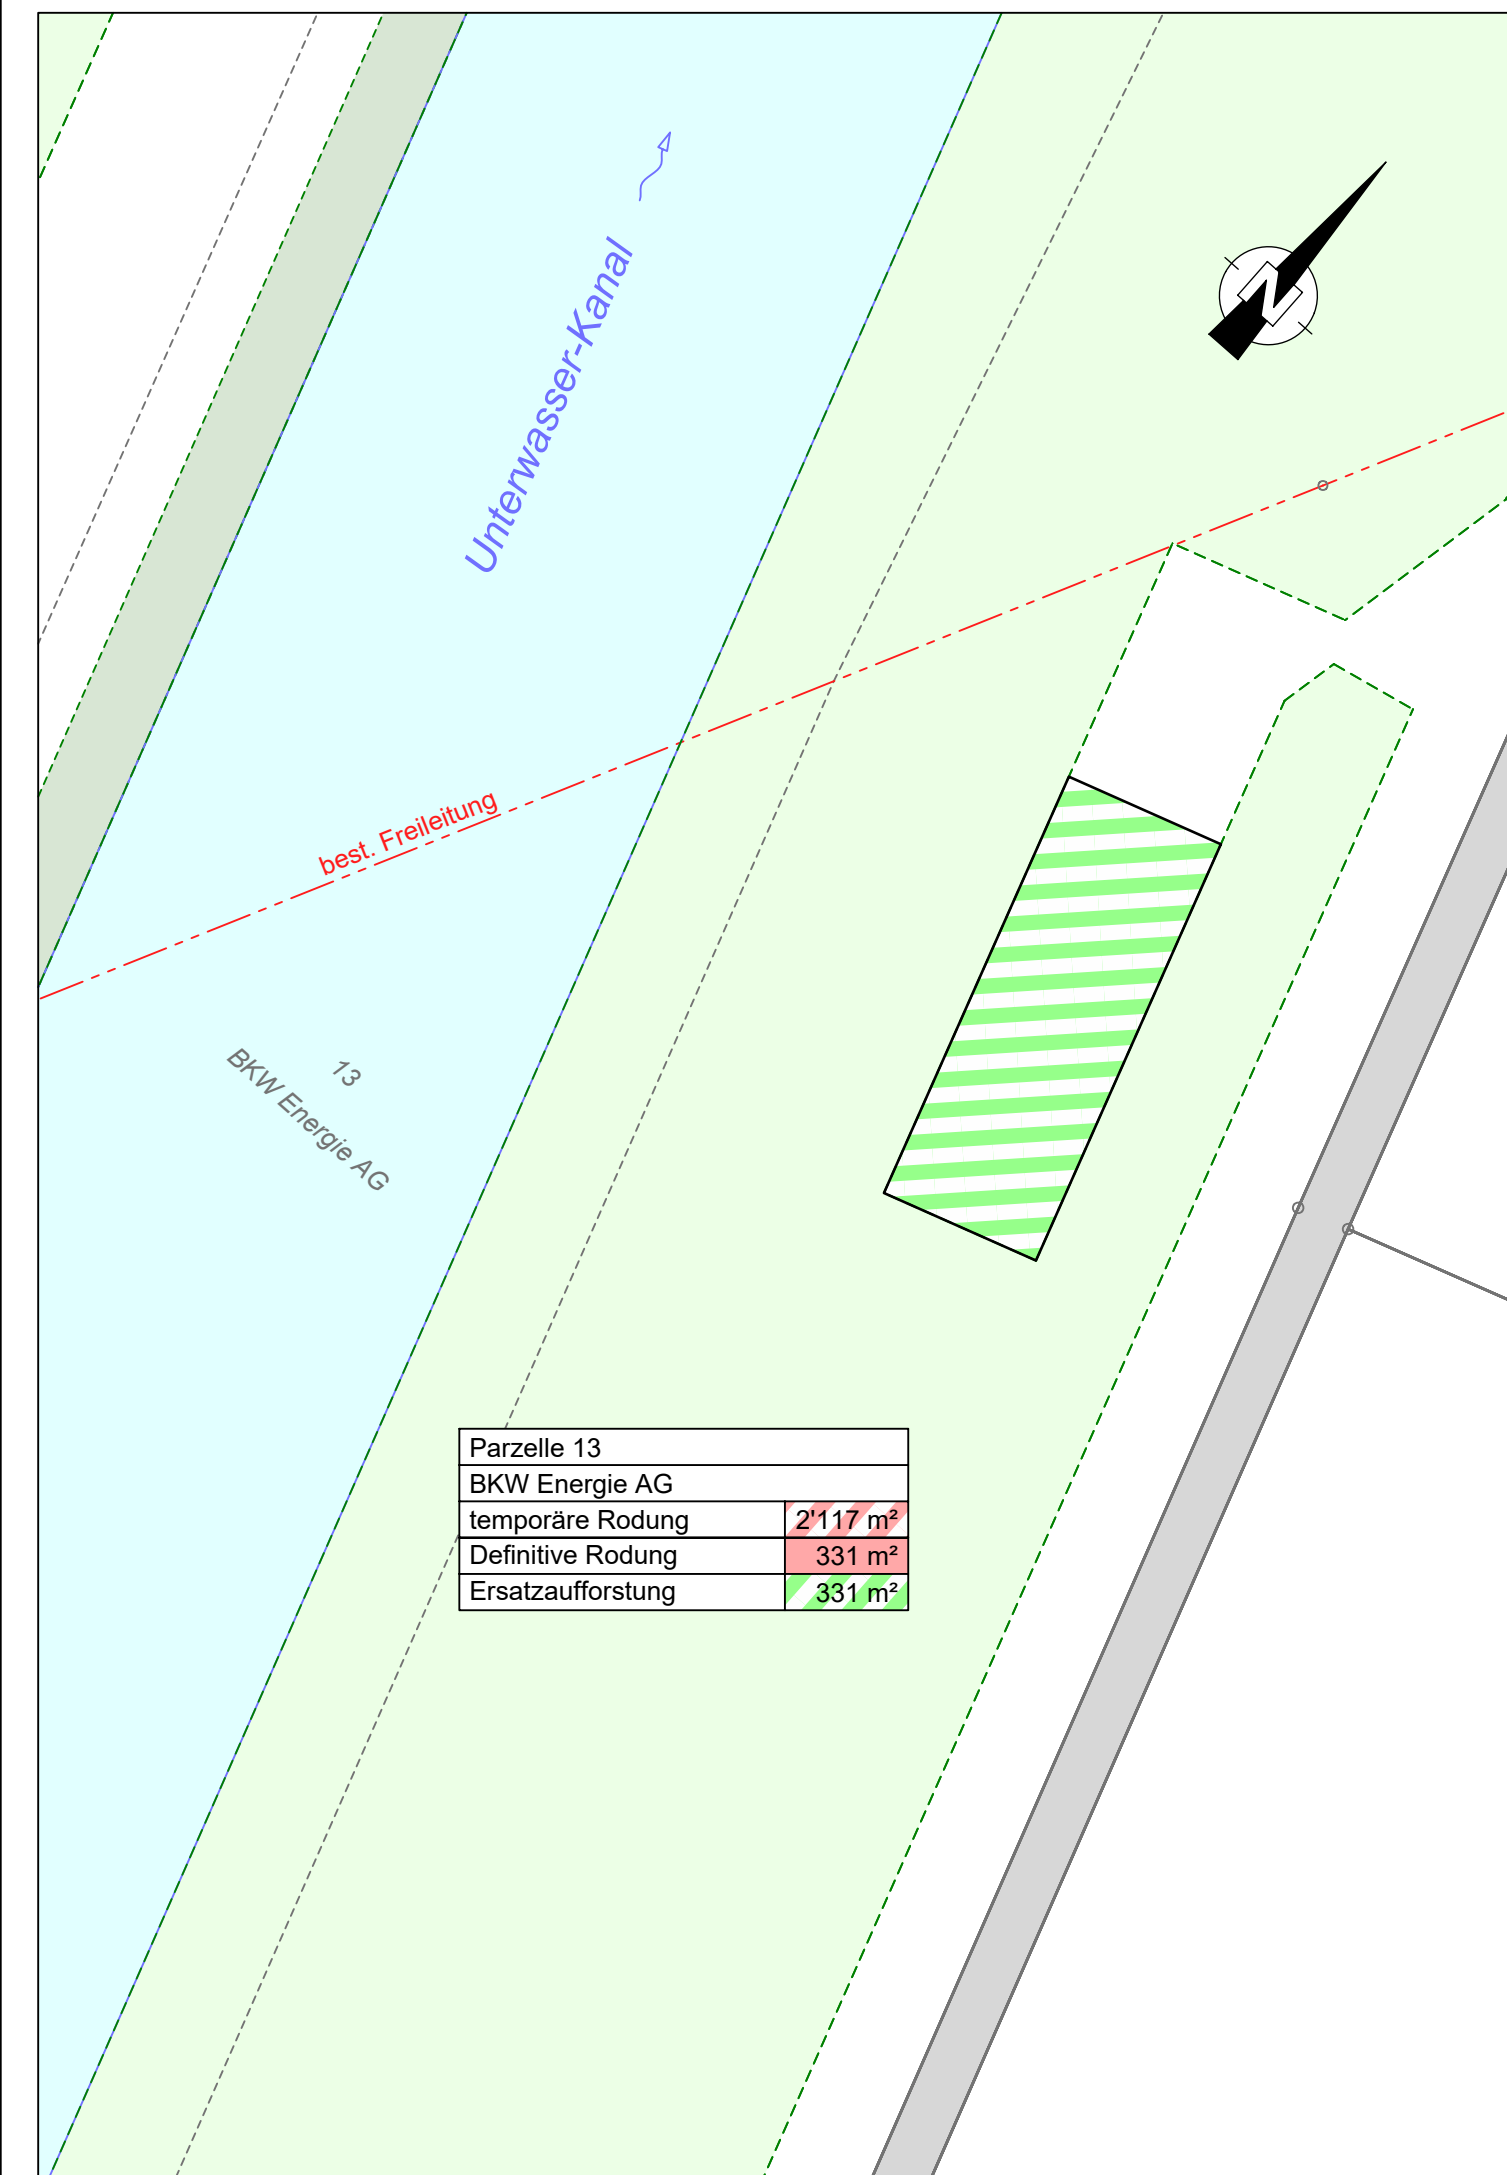 Unterwasser-Kanal
N
best. Freileitung
13
BKW Energie AG
Parzelle 13
BKW Energie AG
temporäre Rodung 2'117 m²
Definitive Rodung 331 m²
Ersatzaufforstung 331 m²